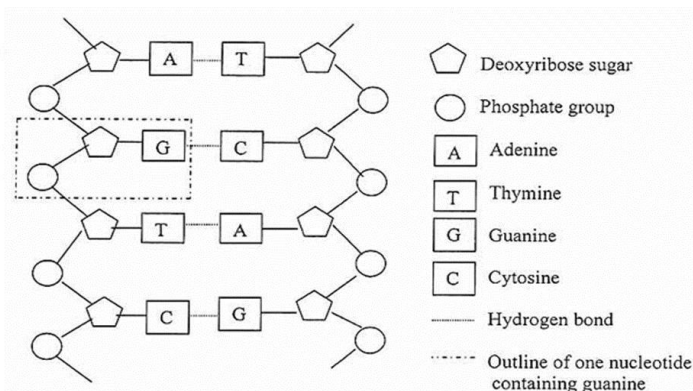 A T
G C
T A
C G
Deoxyribose sugar
Phosphate group
A Adenine
T Thymine
G Guanine
C Cytosine
Hydrogen bond
Outline of one nucleotide
containing guanine